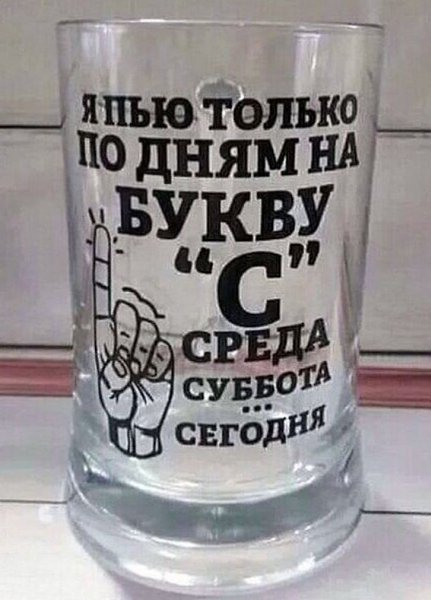 Я ПЬЮ ТОЛЬКО
ПО ДНЯМ НА
БУКВУ
“С”
СРЕДА
СУББОТА
...
СЕГОДНЯ